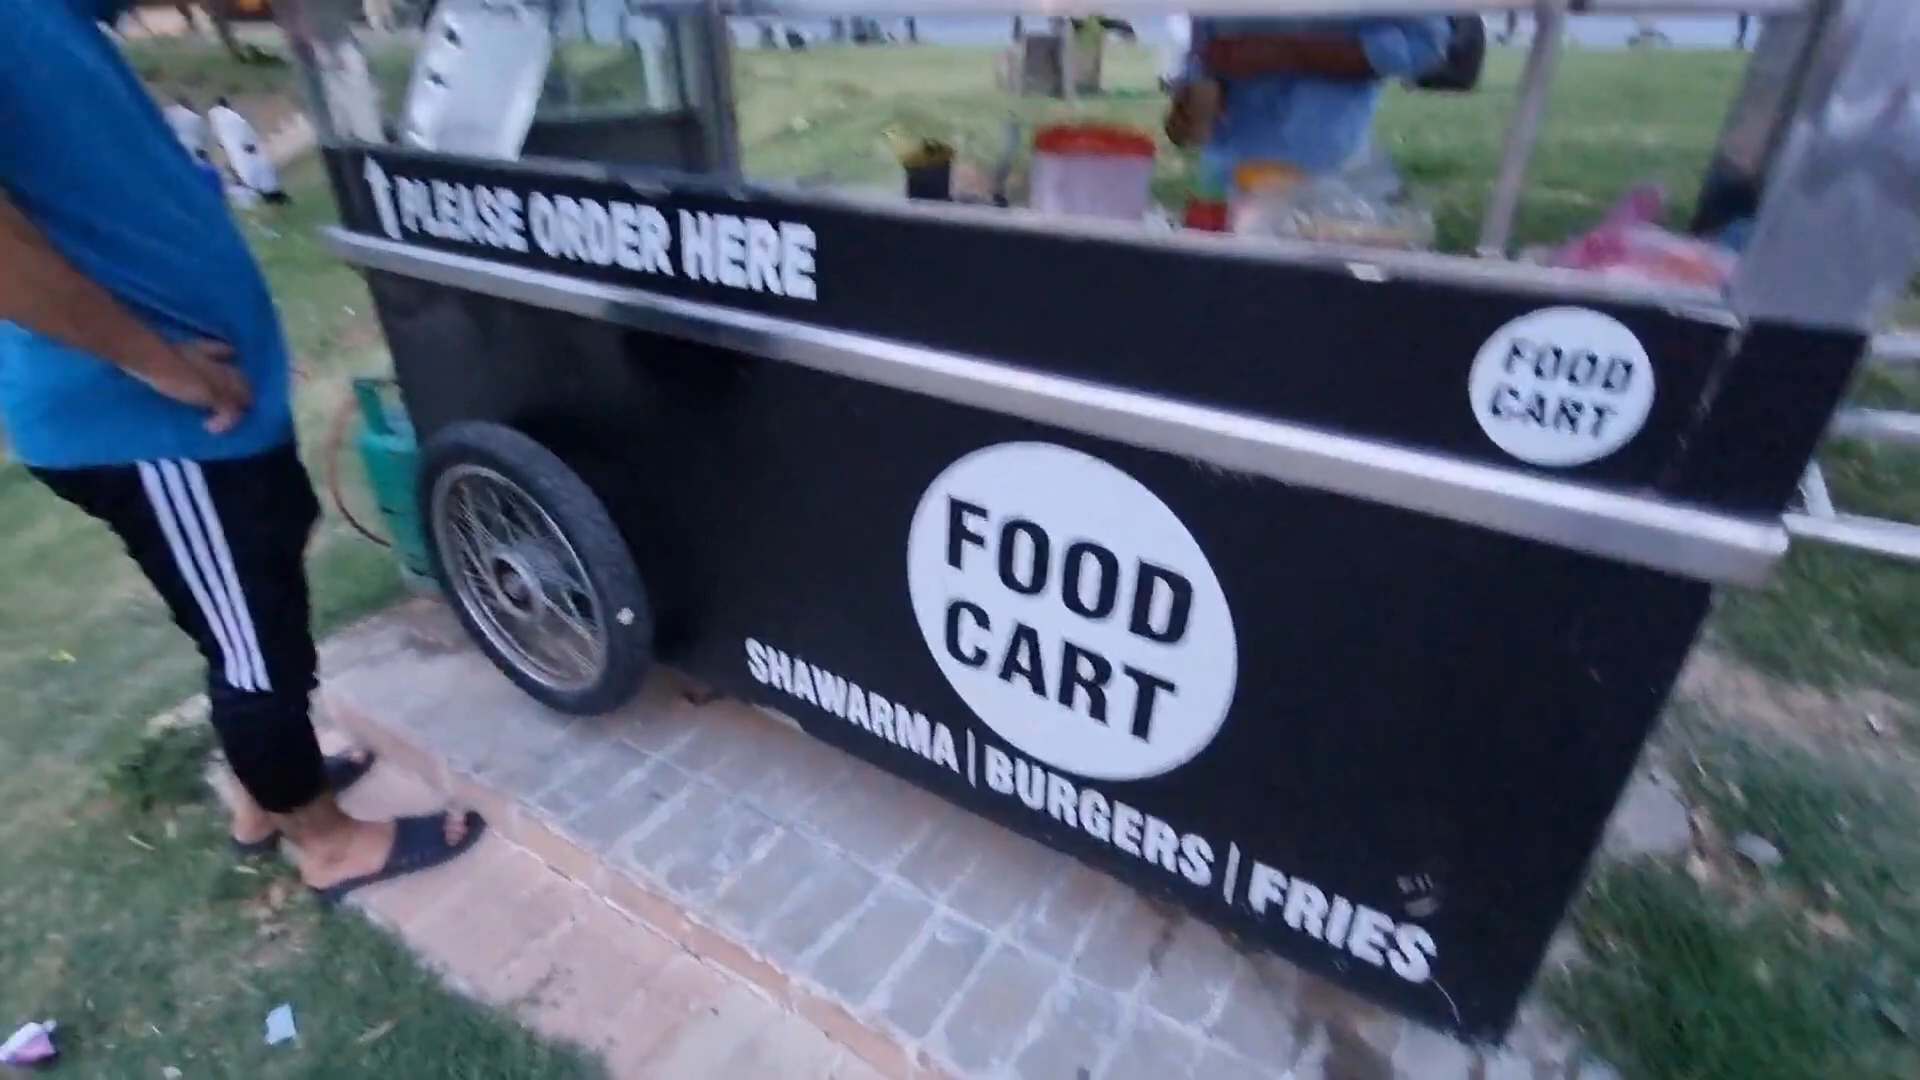 PLEASE ORDER HERE
FOOD
CART
FOOD
CART
SHAWARMA | BURGERS | FRIES